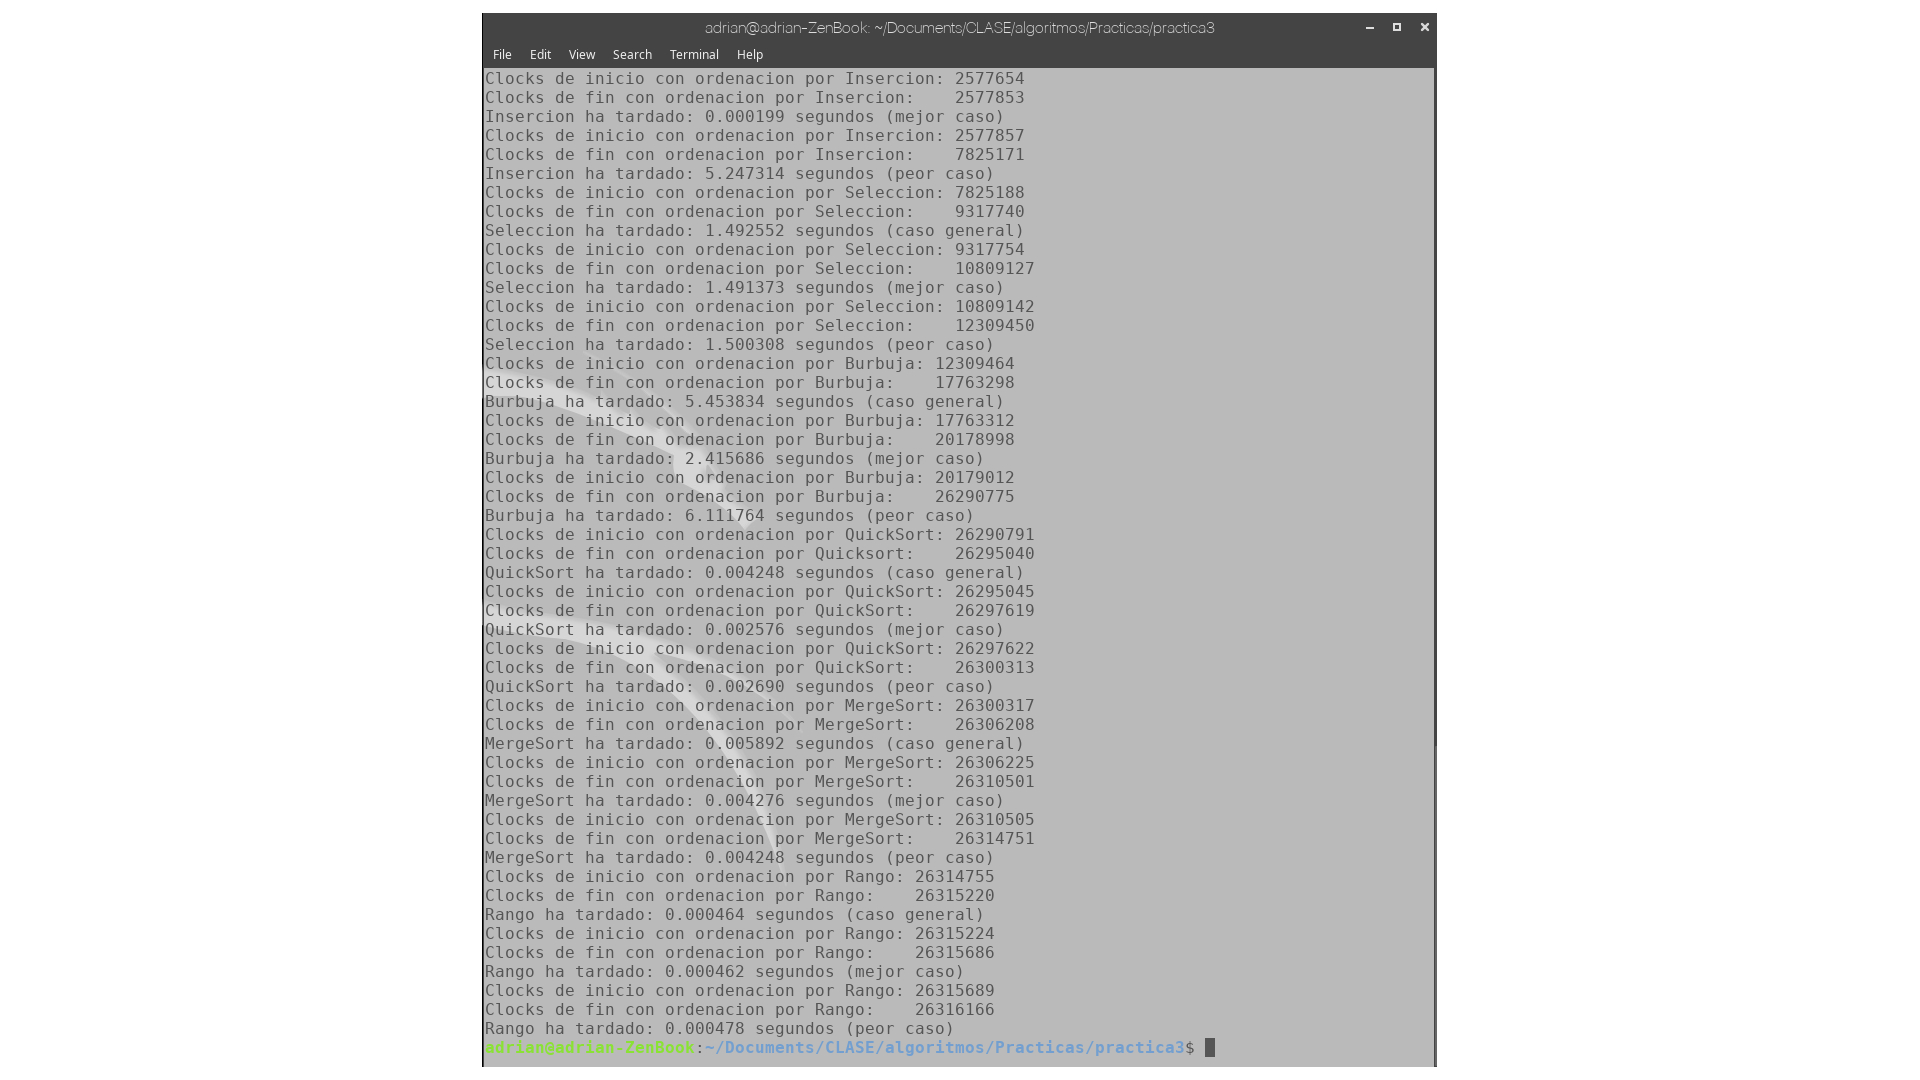 adrian@adrian-ZenBook: ~/Documents/CLASE/algoritmos/Practicas/practica3
File Edit View Search Terminal Help
Clocks de inicio con ordenacion por Insercion: 2577654
Clocks de fin con ordenacion por Insercion:    2577853
Insercion ha tardado: 0.000199 segundos (mejor caso)
Clocks de inicio con ordenacion por Insercion: 2577857
Clocks de fin con ordenacion por Insercion:    7825171
Insercion ha tardado: 5.247314 segundos (peor caso)
Clocks de inicio con ordenacion por Seleccion: 7825188
Clocks de fin con ordenacion por Seleccion:    9317740
Seleccion ha tardado: 1.492552 segundos (caso general)
Clocks de inicio con ordenacion por Seleccion: 9317754
Clocks de fin con ordenacion por Seleccion:    10809127
Seleccion ha tardado: 1.491373 segundos (mejor caso)
Clocks de inicio con ordenacion por Seleccion: 10809142
Clocks de fin con ordenacion por Seleccion:    12309450
Seleccion ha tardado: 1.500308 segundos (peor caso)
Clocks de inicio con ordenacion por Burbuja: 12309464
Clocks de fin con ordenacion por Burbuja:    17763298
Burbuja ha tardado: 5.453834 segundos (caso general)
Clocks de inicio con ordenacion por Burbuja: 17763312
Clocks de fin con ordenacion por Burbuja:    20178998
Burbuja ha tardado: 2.415686 segundos (mejor caso)
Clocks de inicio con ordenacion por Burbuja: 20179012
Clocks de fin con ordenacion por Burbuja:    26290775
Burbuja ha tardado: 6.111764 segundos (peor caso)
Clocks de inicio con ordenacion por QuickSort: 26290791
Clocks de fin con ordenacion por Quicksort:    26295040
QuickSort ha tardado: 0.004248 segundos (caso general)
Clocks de inicio con ordenacion por QuickSort: 26295045
Clocks de fin con ordenacion por QuickSort:    26297619
QuickSort ha tardado: 0.002576 segundos (mejor caso)
Clocks de inicio con ordenacion por QuickSort: 26297622
Clocks de fin con ordenacion por QuickSort:    26300313
QuickSort ha tardado: 0.002690 segundos (peor caso)
Clocks de inicio con ordenacion por MergeSort: 26300317
Clocks de fin con ordenacion por MergeSort:    26306208
MergeSort ha tardado: 0.005892 segundos (caso general)
Clocks de inicio con ordenacion por MergeSort: 26306225
Clocks de fin con ordenacion por MergeSort:    26310501
MergeSort ha tardado: 0.004276 segundos (mejor caso)
Clocks de inicio con ordenacion por MergeSort: 26310505
Clocks de fin con ordenacion por MergeSort:    26314751
MergeSort ha tardado: 0.004248 segundos (peor caso)
Clocks de inicio con ordenacion por Rango: 26314755
Clocks de fin con ordenacion por Rango:    26315220
Rango ha tardado: 0.000464 segundos (caso general)
Clocks de inicio con ordenacion por Rango: 26315224
Clocks de fin con ordenacion por Rango:    26315686
Rango ha tardado: 0.000462 segundos (mejor caso)
Clocks de inicio con ordenacion por Rango: 26315689
Clocks de fin con ordenacion por Rango:    26316166
Rango ha tardado: 0.000478 segundos (peor caso)
adrian@adrian-ZenBook:~/Documents/CLASE/algoritmos/Practicas/practica3$